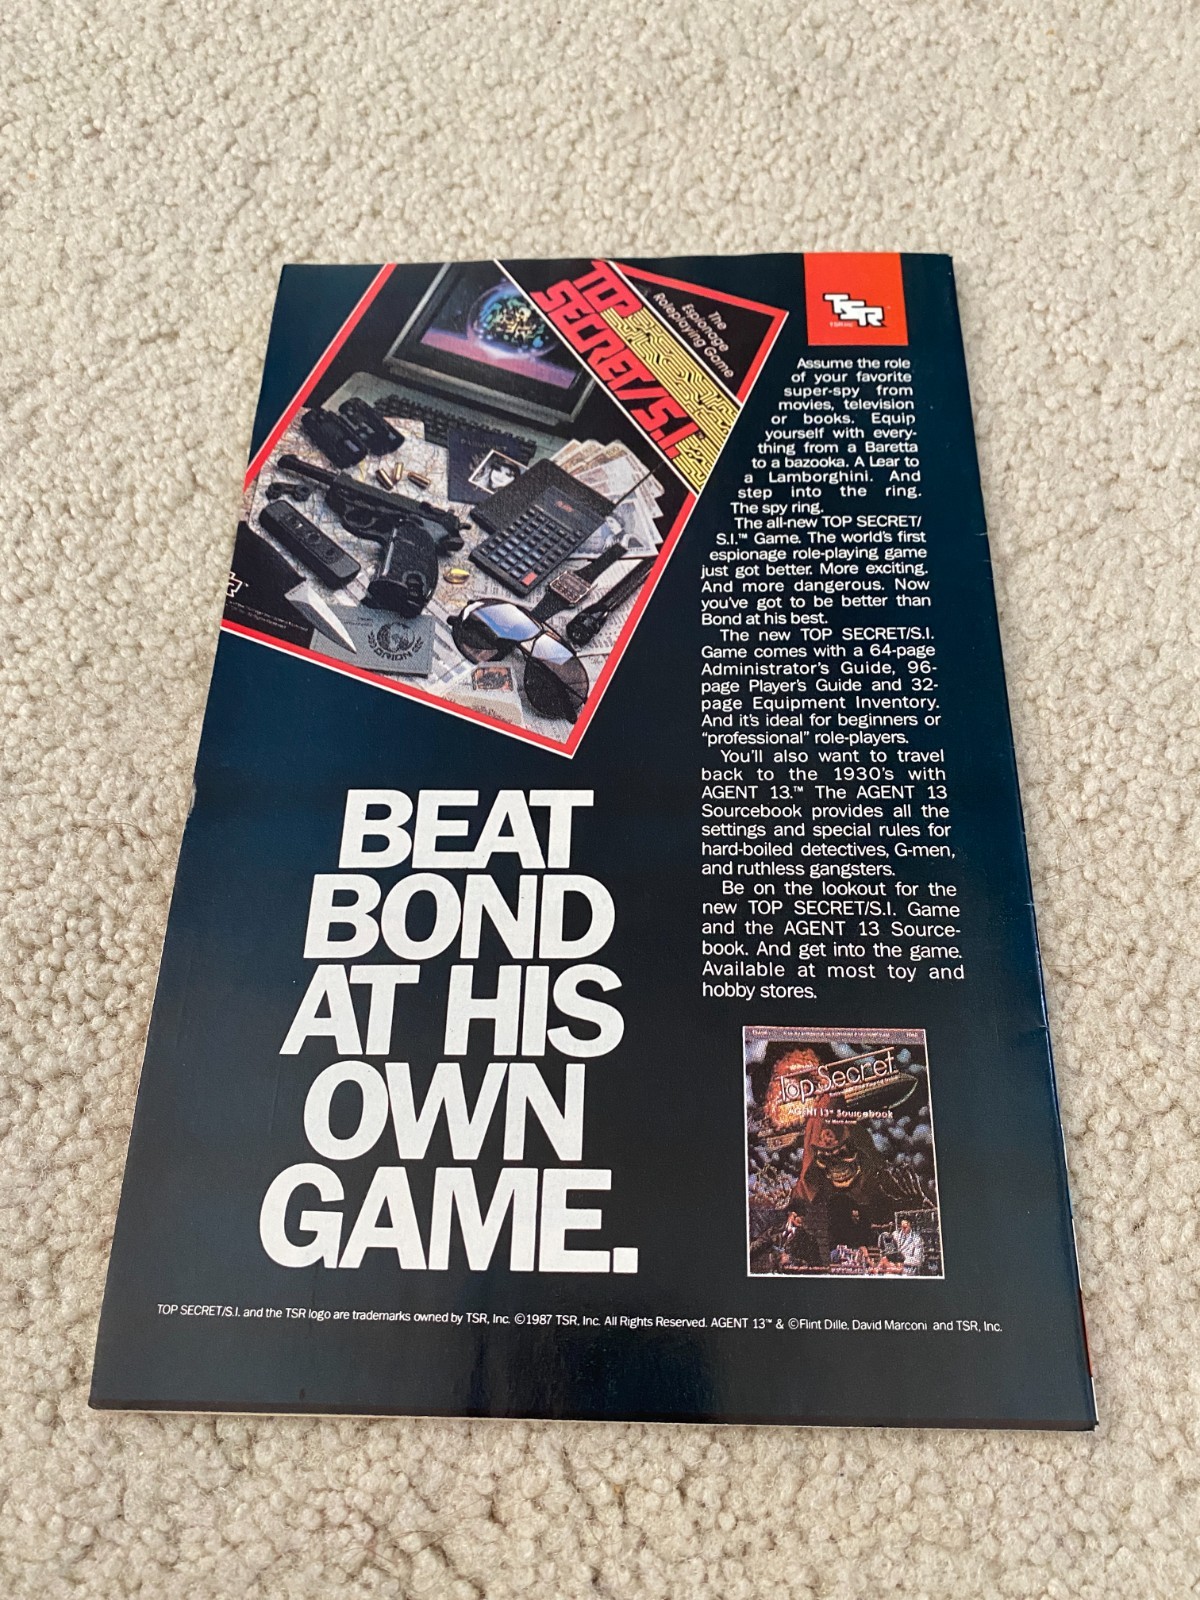 TOP
SECRET/S.I.
The
Espionage
Roleplaying Game
TSR
ORION
Assume the role
of your favorite
super-spy from
movies, television
or books. Equip
yourself with every-
thing from a Baretta
to a bazooka. A Lear to
a Lamborghini. And
step into the ring.
The spy ring.
The all-new TOP SECRET/
S.I.™ Game. The world's first
espionage role-playing game
just got better. More exciting.
And more dangerous. Now
you've got to be better than
Bond at his best.
The new TOP SECRET/S.I.
Game comes with a 64-page
Administrator's Guide, 96-
page Player's Guide and 32-
page Equipment Inventory.
And it's ideal for beginners or
"professional" role-players.
You'll also want to travel
back to the 1930's with
AGENT 13.™ The AGENT 13
Sourcebook provides all the
settings and special rules for
hard-boiled detectives, G-men,
and ruthless gangsters.
Be on the lookout for the
new TOP SECRET/S.I. Game
and the AGENT 13 Source-
book. And get into the game.
Available at most toy and
hobby stores.
BEAT
BOND
AT HIS
OWN
GAME.
Top Secret
AGENT 13™ Sourcebook
TOP SECRET/S.I. and the TSR logo are trademarks owned by TSR, Inc. ©1987 TSR, Inc. All Rights Reserved. AGENT 13™ & ©Flint Dille, David Marconi and TSR, Inc.